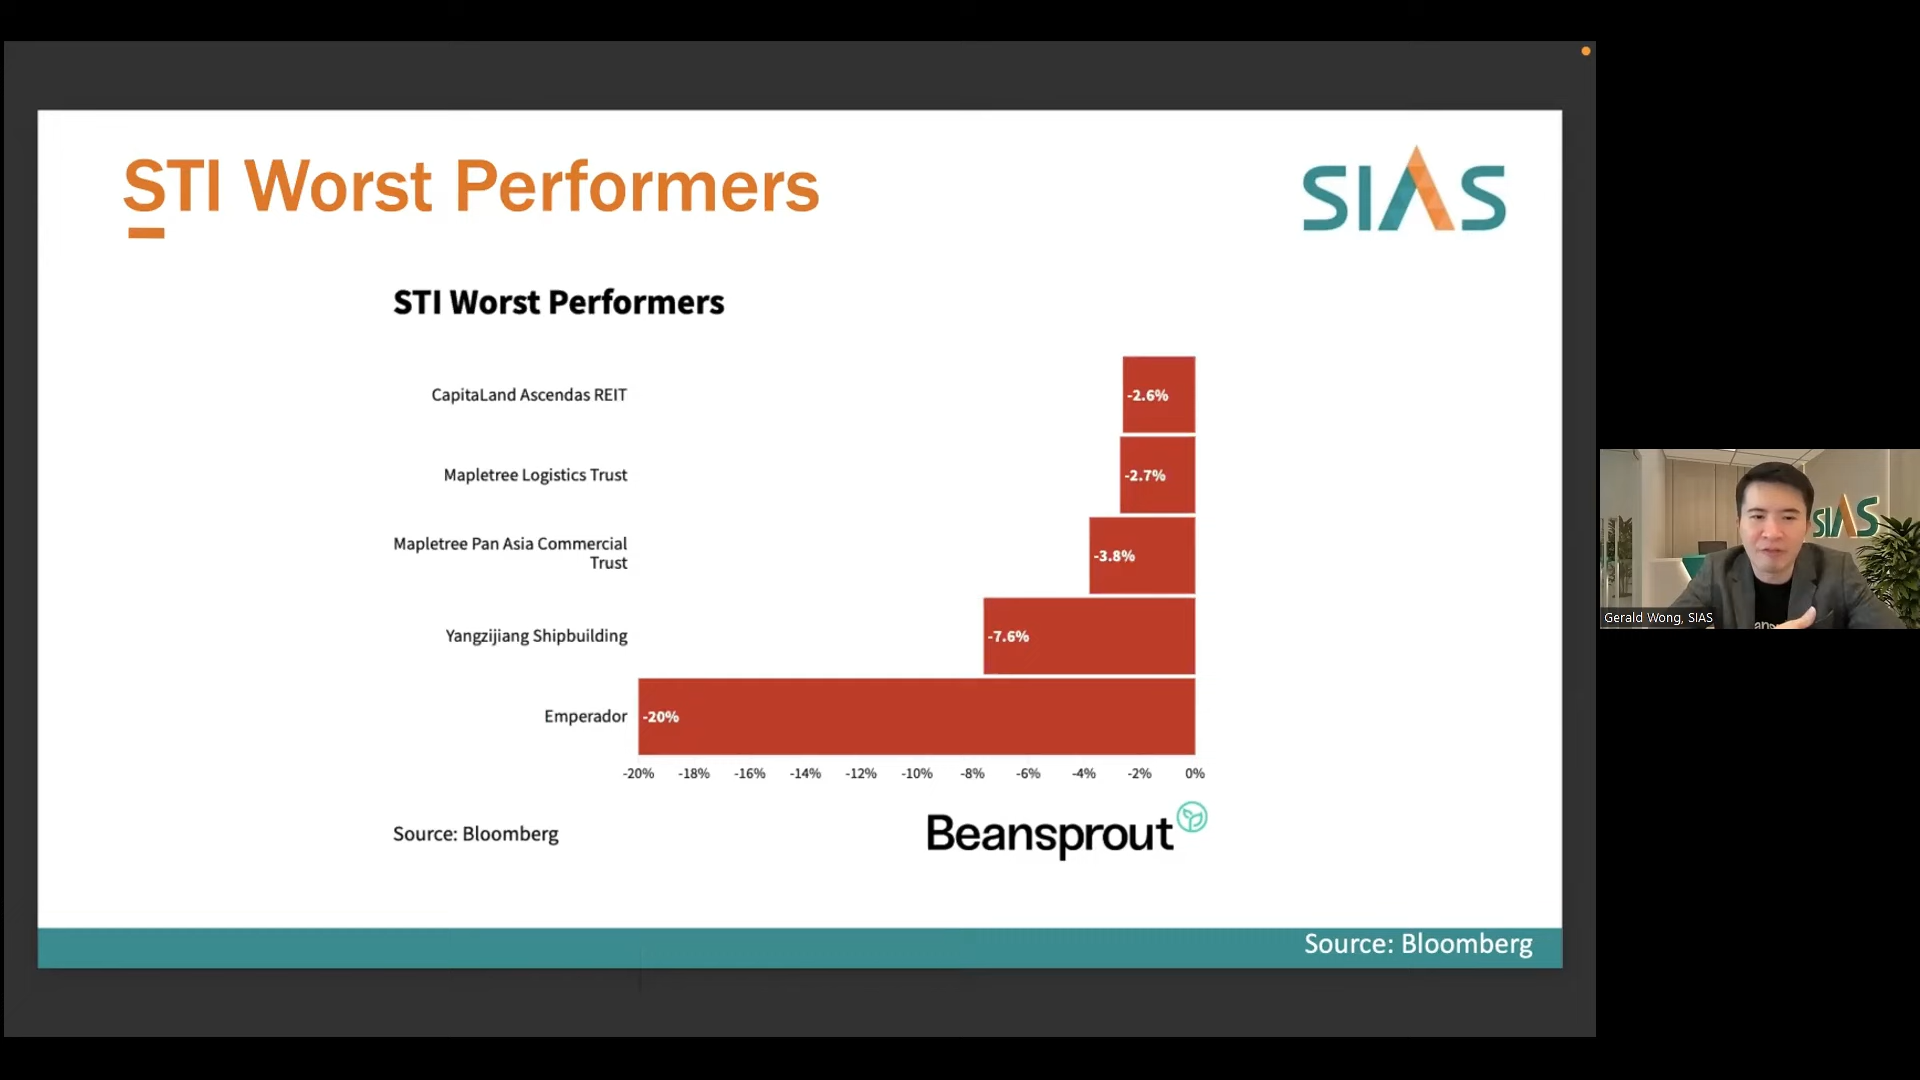 STI Worst Performers
SIAS
STI Worst Performers
CapitaLand Ascendas REIT
-2.6%
Mapletree Logistics Trust
-2.7%
Mapletree Pan Asia Commercial
Trust
-3.8%
Yangzijiang Shipbuilding
-7.6%
Emperador
-20%
-20% -18% -16% -14% -12% -10% -8% -6% -4% -2% 0%
Source: Bloomberg
Beansprout
Source: Bloomberg
SIAS
Gerald Wong, SIAS